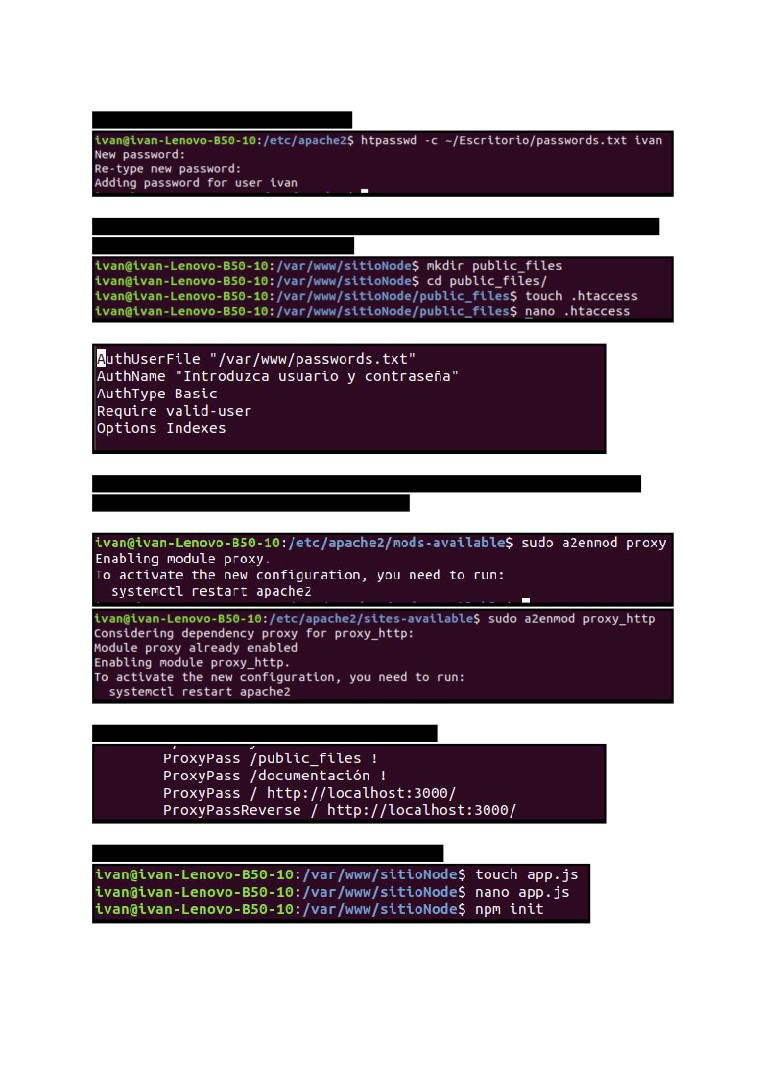 ivan@ivan-Lenovo-B50-10:/etc/apache2$ htpasswd -c ~/Escritorio/passwords.txt ivan
New password:
Re-type new password:
Adding password for user ivan
ivan@ivan-Lenovo-B50-10:/var/www/sitioNode$ mkdir public_files
ivan@ivan-Lenovo-B50-10:/var/www/sitioNode$ cd public_files/
ivan@ivan-Lenovo-B50-10:/var/www/sitioNode/public_files$ touch .htaccess
ivan@ivan-Lenovo-B50-10:/var/www/sitioNode/public_files$ nano .htaccess
AuthUserFile "/var/www/passwords.txt"
AuthName "Introduzca usuario y contraseña"
AuthType Basic
Require valid-user
Options Indexes
ivan@ivan-Lenovo-B50-10:/etc/apache2/mods-available$ sudo a2enmod proxy
Enabling module proxy.
To activate the new configuration, you need to run:
systemctl restart apache2
ivan@ivan-Lenovo-B50-10:/etc/apache2/sites-available$ sudo a2enmod proxy_http
Considering dependency proxy for proxy_http:
Module proxy already enabled
Enabling module proxy_http.
To activate the new configuration, you need to run:
systemctl restart apache2
ProxyPass /public_files !
ProxyPass /documentación !
ProxyPass / http://localhost:3000/
ProxyPassReverse / http://localhost:3000/
ivan@ivan-Lenovo-B50-10:/var/www/sitioNode$ touch app.js
ivan@ivan-Lenovo-B50-10:/var/www/sitioNode$ nano app.js
ivan@ivan-Lenovo-B50-10:/var/www/sitioNode$ npm init